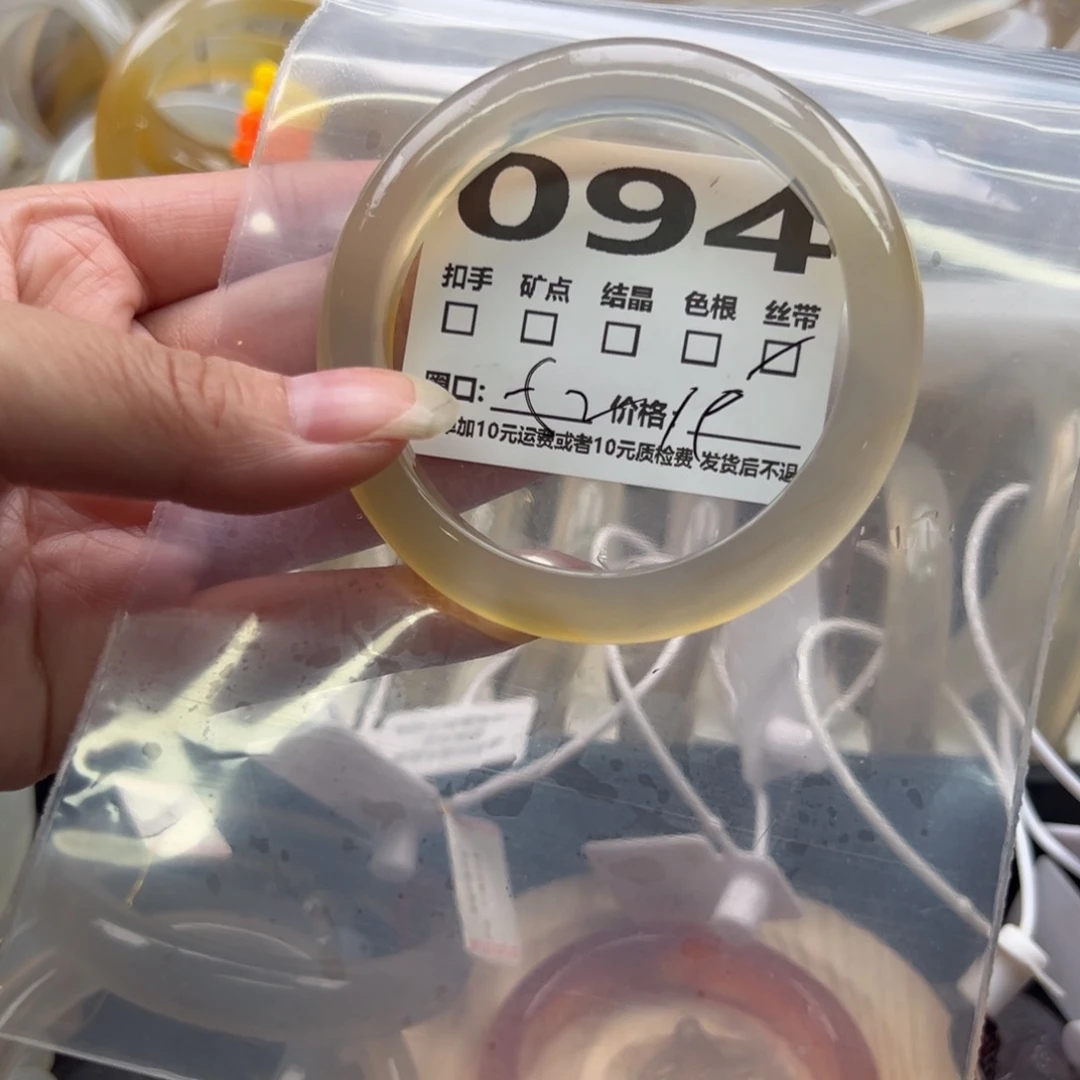 094
扣手 矿点 结晶 色根 丝带
圈口: 价格:
加10元运费或者10元质检费 发货后不退